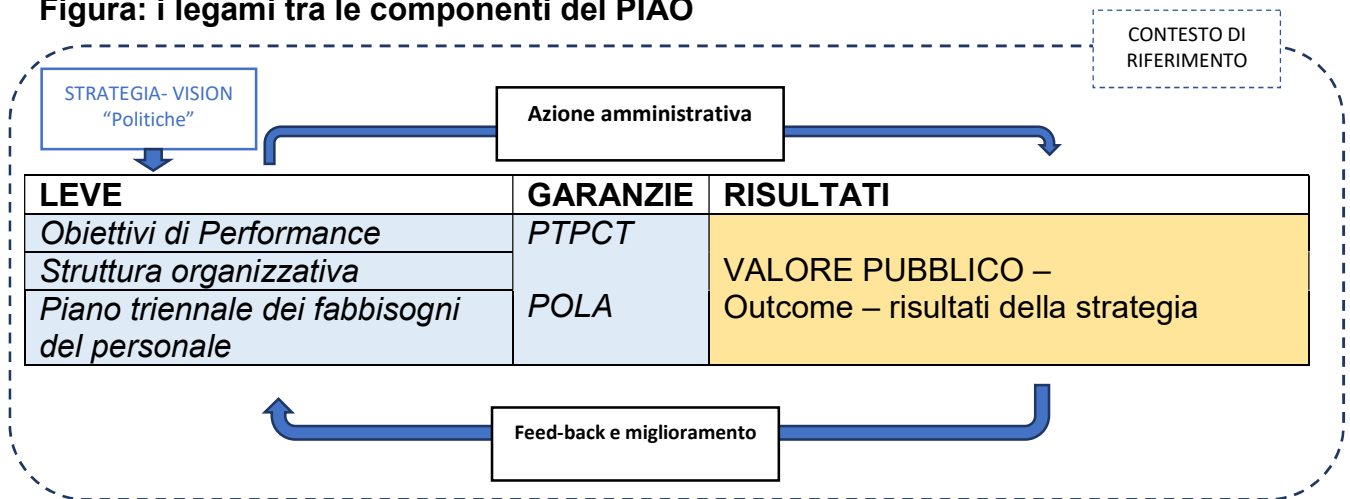 Figura: i legami tra le componenti del PIAO
CONTESTO DI
RIFERIMENTO
STRATEGIA- VISION
“Politiche”
Azione amministrativa
LEVE GARANZIE RISULTATI
Obiettivi di Performance PTPCT
Struttura organizzativa VALORE PUBBLICO –
Piano triennale dei fabbisogni POLA Outcome – risultati della strategia
del personale
Feed-back e miglioramento